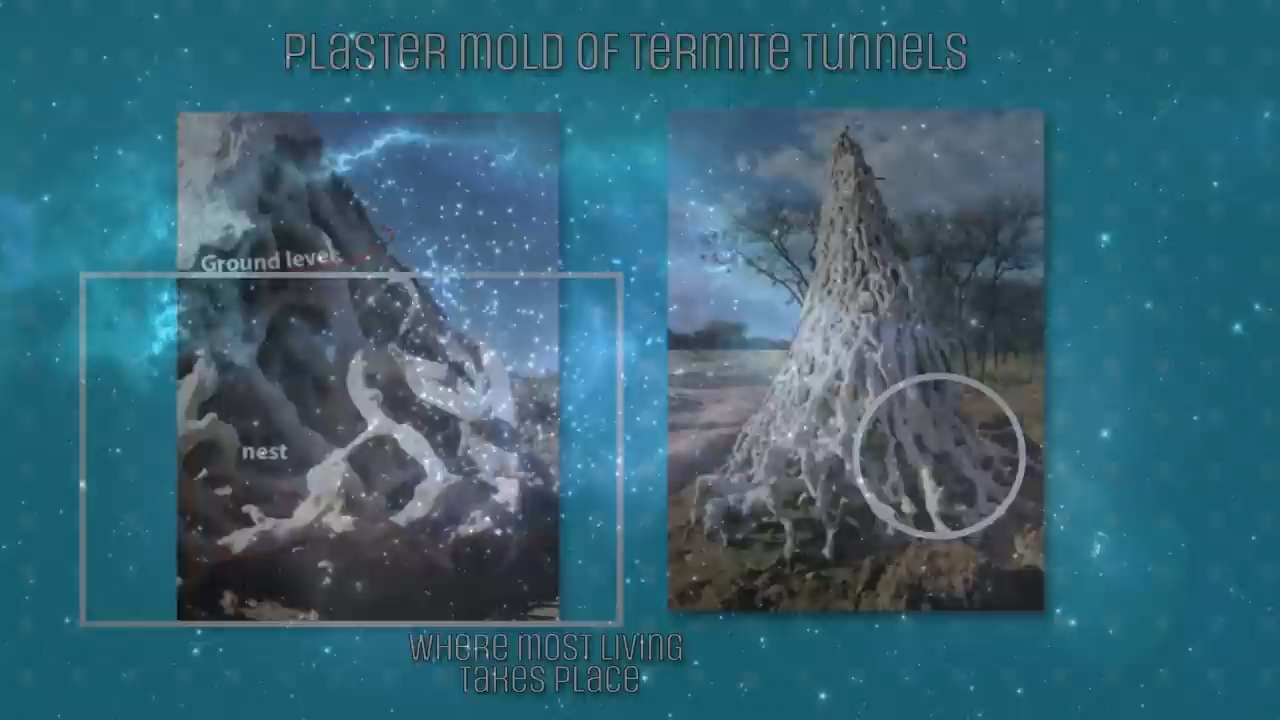 PLASTER MOLD OF TERMITE TUNNELS
Ground level
nest
WHERE MOST LIVING
TAKES PLACE